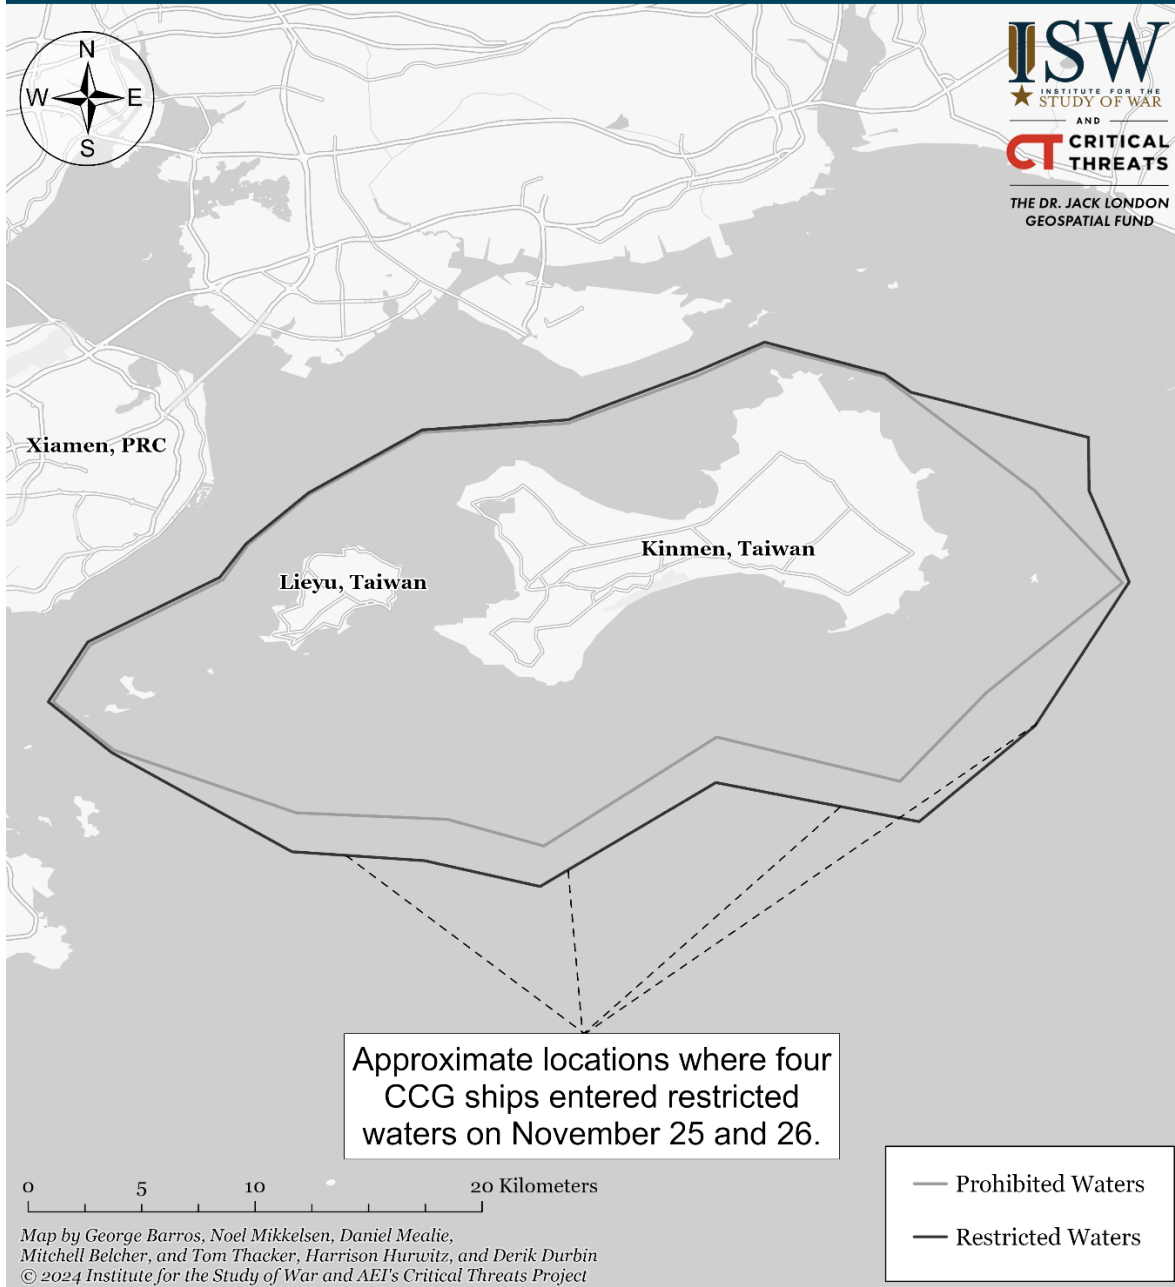 N
W E
S
ISW
INSTITUTE FOR THE
STUDY OF WAR
AND
CT CRITICAL
THREATS
THE DR. JACK LONDON
GEOSPATIAL FUND
Xiamen, PRC
Kinmen, Taiwan
Lieyu, Taiwan
Approximate locations where four
CCG ships entered restricted
waters on November 25 and 26.
0 5 10 20 Kilometers
Prohibited Waters
Restricted Waters
Map by George Barros, Noel Mikkelsen, Daniel Mealie,
Mitchell Belcher, and Tom Thacker, Harrison Hurwitz, and Derik Durbin
© 2024 Institute for the Study of War and AEI's Critical Threats Project